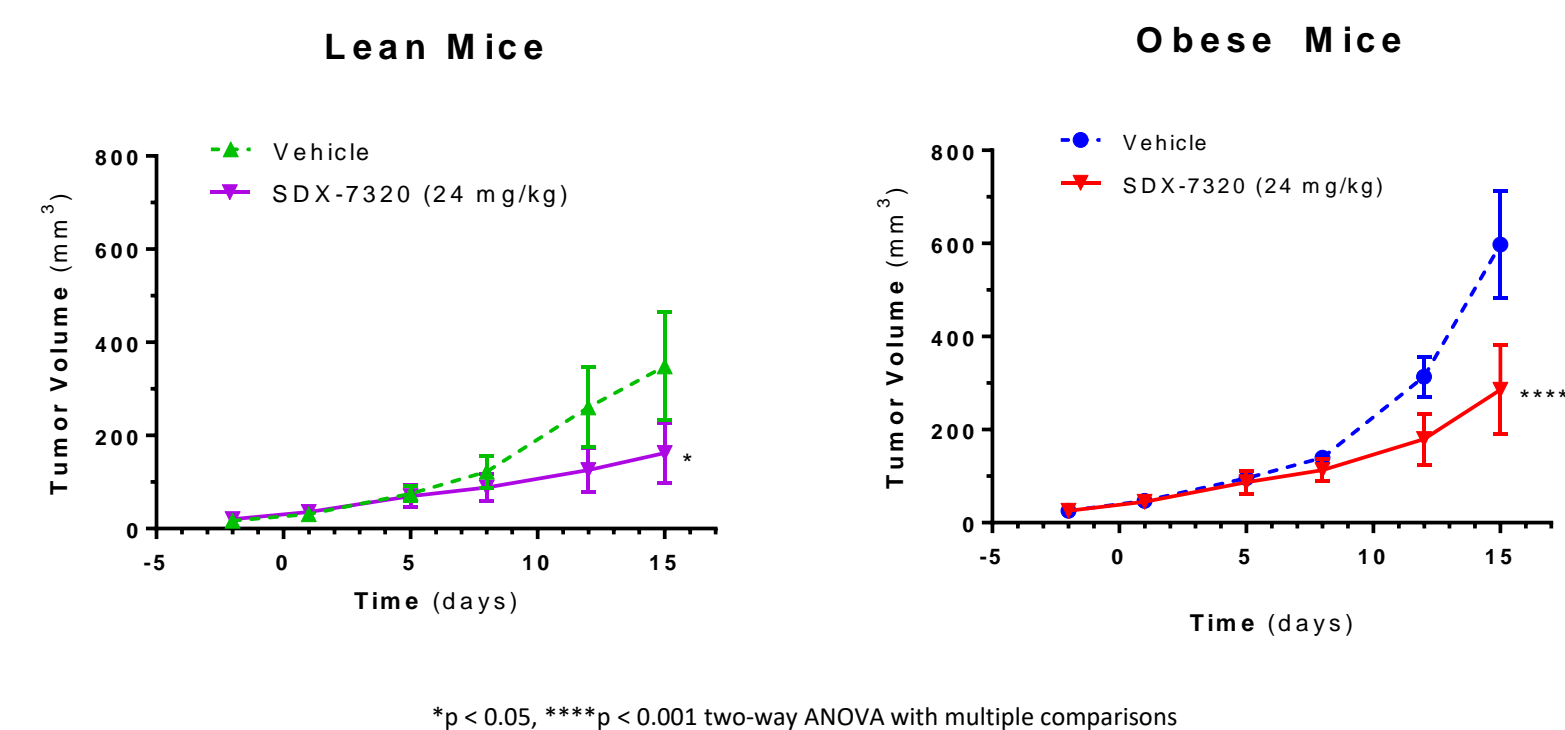 Lean Mice
Vehicle
SDX-7320 (24 mg/kg)
Tumor Volume (mm³)
800
600
400
200
0
-5
0
5
10
15
*
Time (days)
Obese Mice
Vehicle
SDX-7320 (24 mg/kg)
Tumor Volume (mm³)
800
600
400
200
0
-5
0
5
10
15
****
Time (days)
*p < 0.05, ****p < 0.001 two-way ANOVA with multiple comparisons